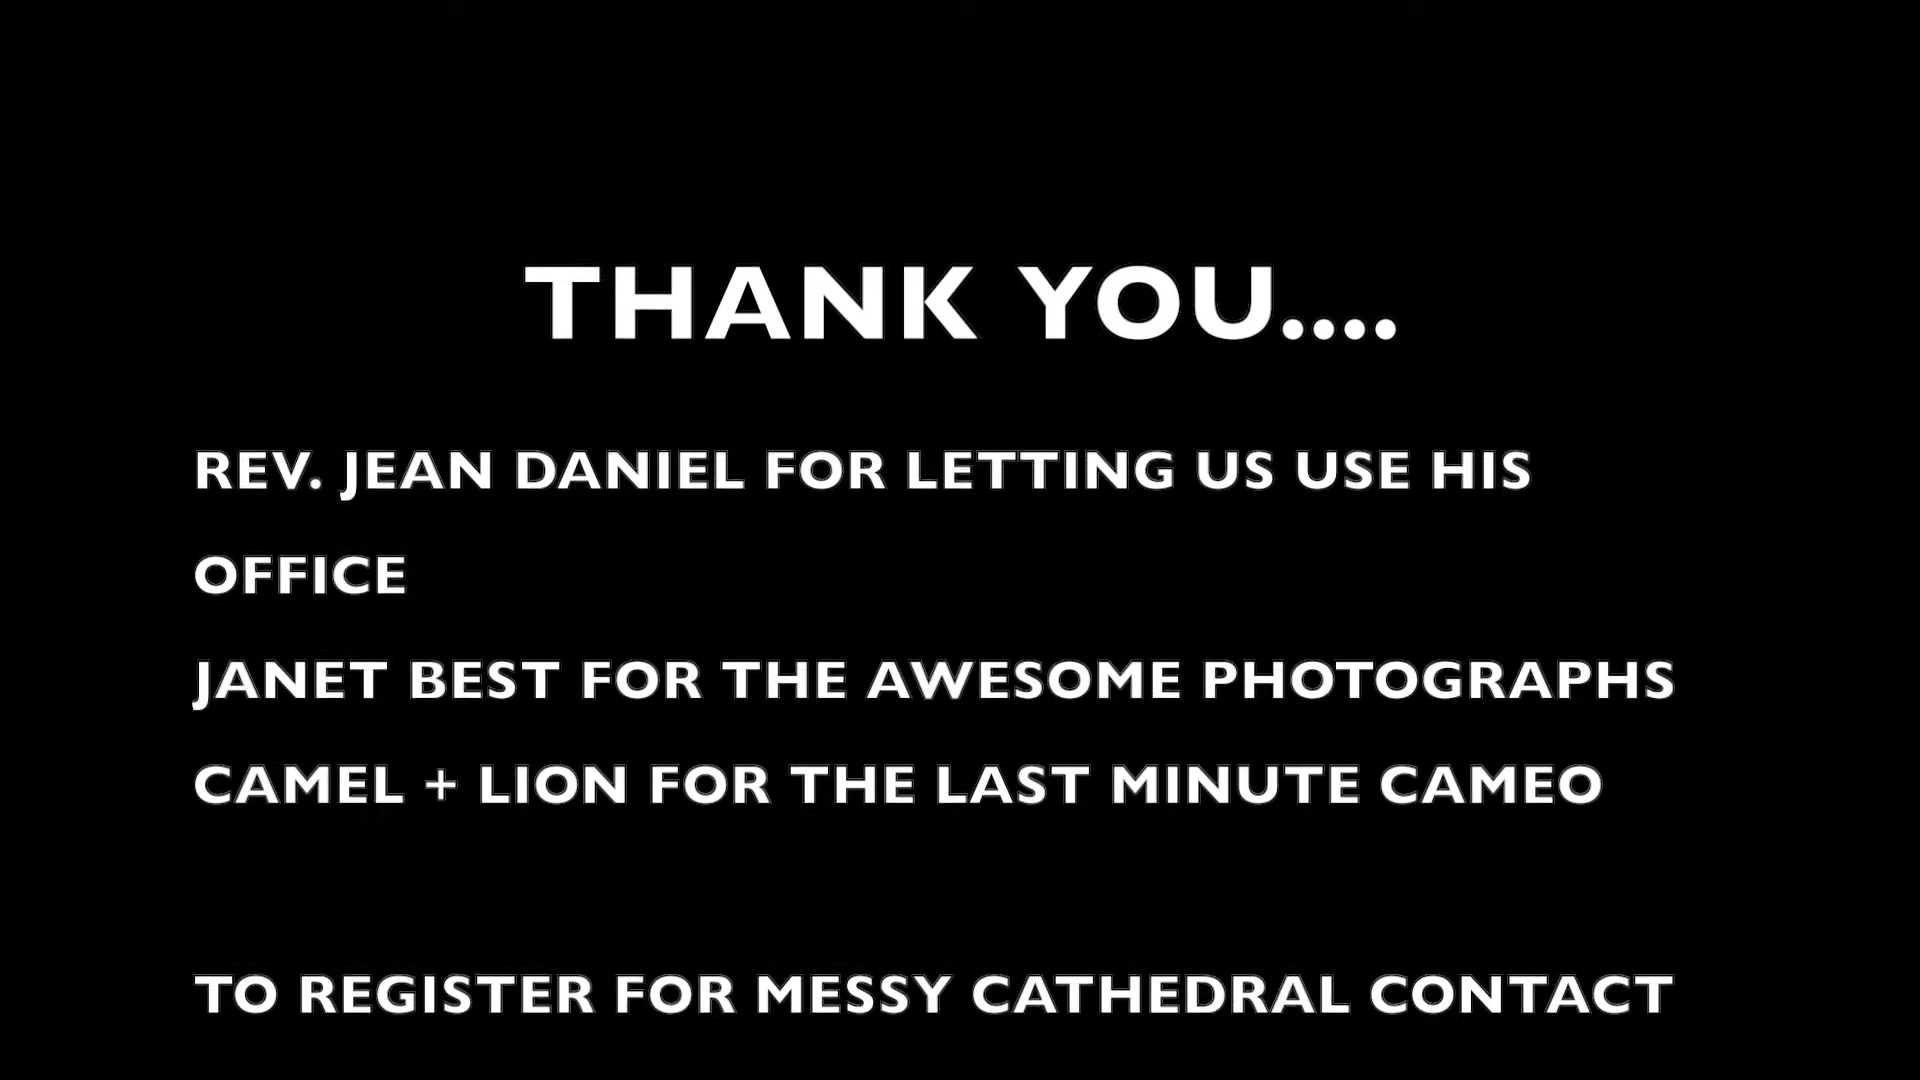 THANK YOU....
REV. JEAN DANIEL FOR LETTING US USE HIS
OFFICE
JANET BEST FOR THE AWESOME PHOTOGRAPHS
CAMEL + LION FOR THE LAST MINUTE CAMEO
TO REGISTER FOR MESSY CATHEDRAL CONTACT